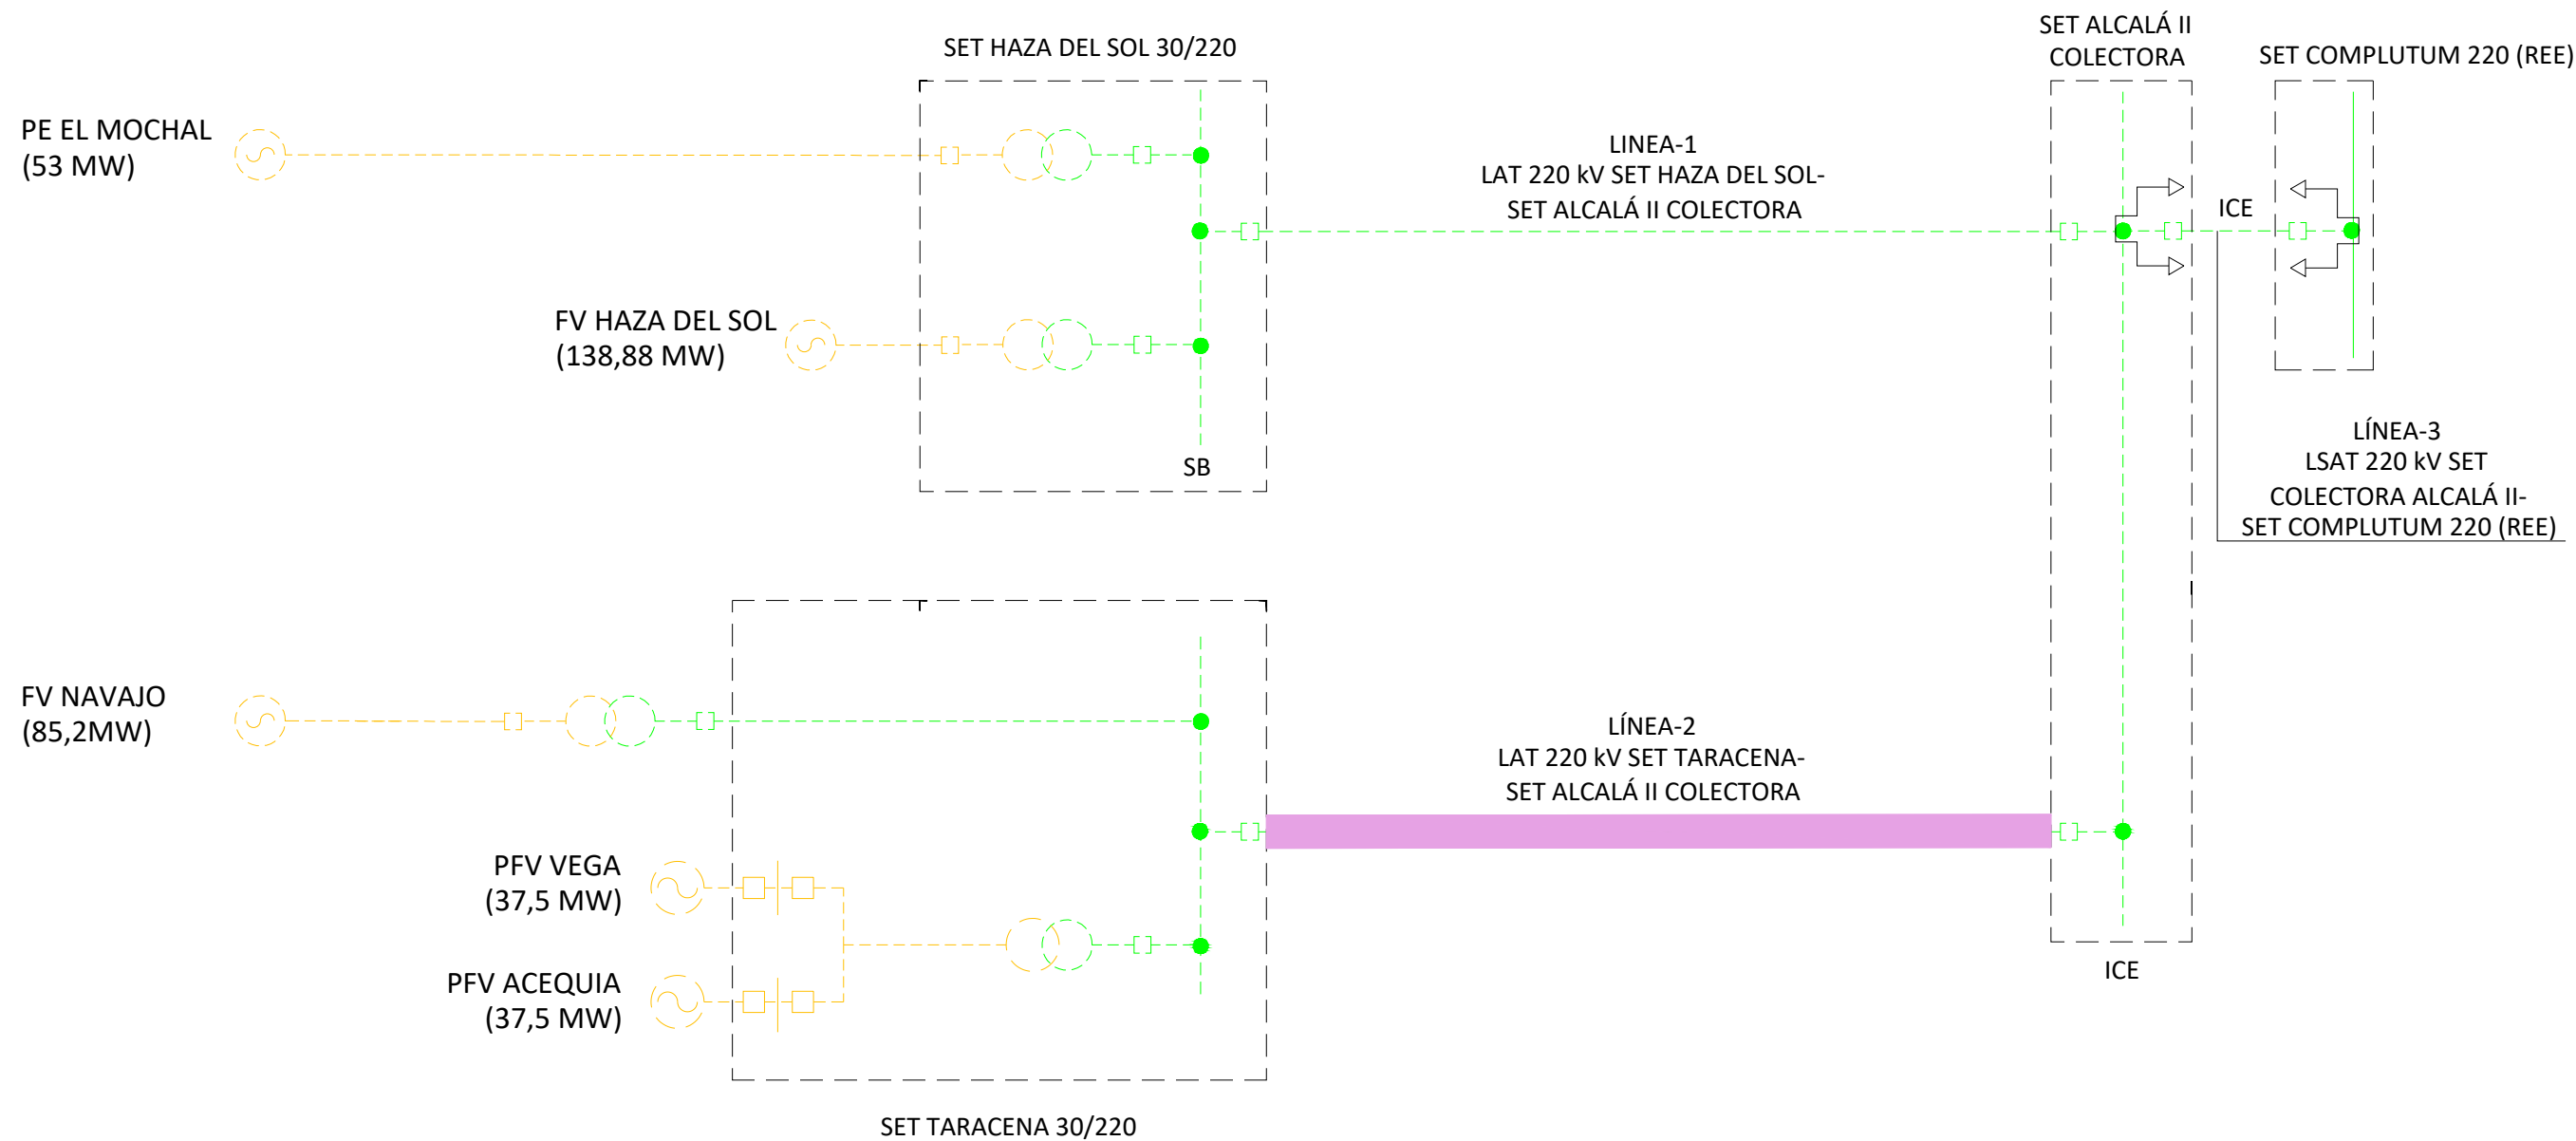 SET HAZA DEL SOL 30/220
SET ALCALÁ II
COLECTORA
SET COMPLUTUM 220 (REE)
PE EL MOCHAL
(53 MW)
LINEA-1
LAT 220 kV SET HAZA DEL SOL-
SET ALCALÁ II COLECTORA
ICE
FV HAZA DEL SOL
(138,88 MW)
SB
LÍNEA-3
LSAT 220 kV SET
COLECTORA ALCALÁ II-
SET COMPLUTUM 220 (REE)
FV NAVAJO
(85,2MW)
LÍNEA-2
LAT 220 kV SET TARACENA-
SET ALCALÁ II COLECTORA
PFV VEGA
(37,5 MW)
PFV ACEQUIA
(37,5 MW)
ICE
SET TARACENA 30/220